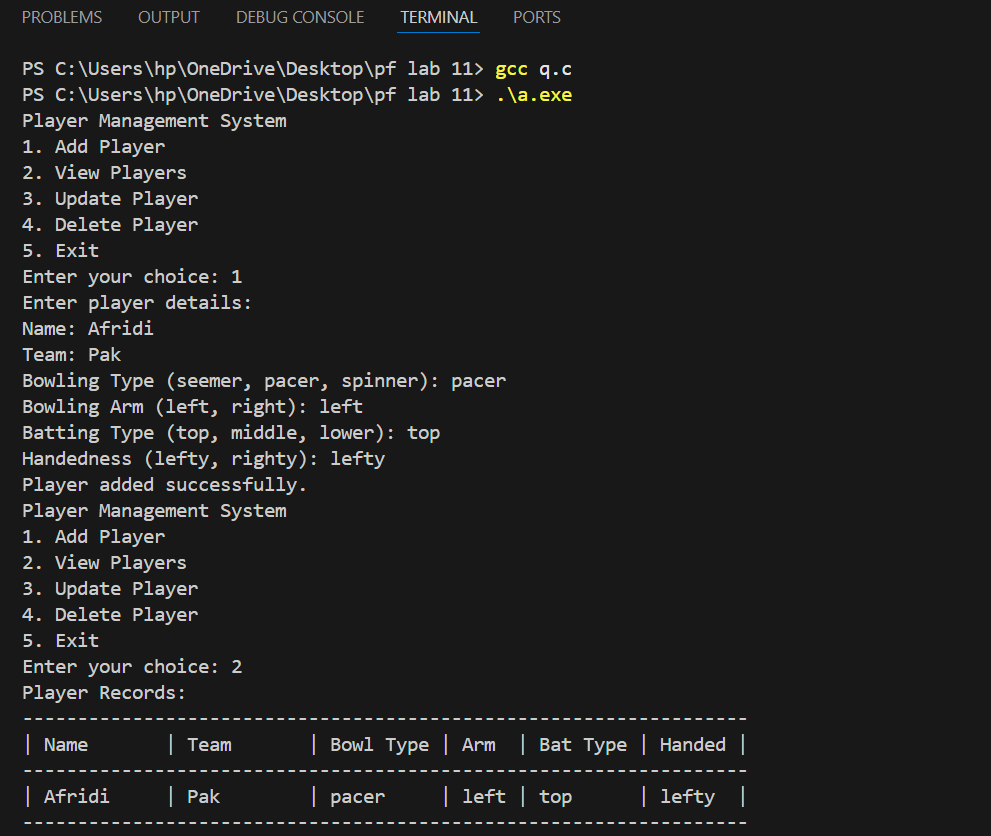 PROBLEMS OUTPUT DEBUG CONSOLE TERMINAL PORTS
PS C:\Users\hp\OneDrive\Desktop\pf lab 11> gcc q.c
PS C:\Users\hp\OneDrive\Desktop\pf lab 11> .\a.exe
Player Management System
1. Add Player
2. View Players
3. Update Player
4. Delete Player
5. Exit
Enter your choice: 1
Enter player details:
Name: Afridi
Team: Pak
Bowling Type (seemer, pacer, spinner): pacer
Bowling Arm (left, right): left
Batting Type (top, middle, lower): top
Handedness (lefty, righty): lefty
Player added successfully.
Player Management System
1. Add Player
2. View Players
3. Update Player
4. Delete Player
5. Exit
Enter your choice: 2
Player Records:
------------------------------------------------------------------
| Name       | Team       | Bowl Type | Arm  | Bat Type | Handed |
------------------------------------------------------------------
| Afridi     | Pak        | pacer     | left | top      | lefty  |
------------------------------------------------------------------